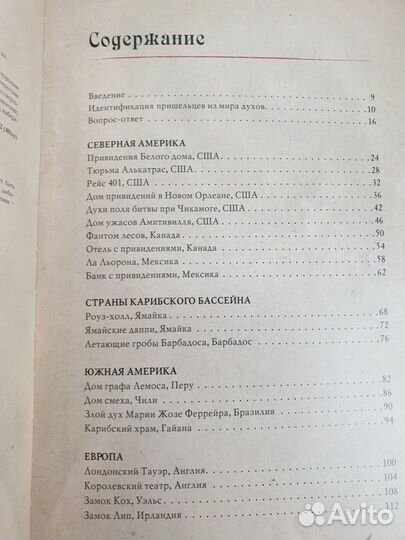 Содержание
Введение 9
Идентификация пришельцев из мира духов. 10
Вопрос-ответ 16
СЕВЕРНАЯ АМЕРИКА
Привидения Белого дома, США 24
Тюрьма Алькатрас, США 28
Рейс 401, США 32
Дом привидений в Новом Орлеане, США 36
Духи поля битвы при Чикамоге, США 42
Дом ужасов Амитивилля, США 46
Фантом лесов, Канада 50
Отель с привидениями, Канада 54
Ла Льорона, Мексика 58
Банк с привидениями, Мексика 62
СТРАНЫ КАРИБСКОГО БАССЕЙНА
Роуз-холл, Ямайка 68
Ямайские даппи, Ямайка 72
Летающие гробы Барбадоса, Барбадос 76
ЮЖНАЯ АМЕРИКА
Дом графа Лемоса, Перу 82
Дом смеха, Чили 86
Злой дух Марии Жозе Феррейра, Бразилия 90
Карибский храм, Гайана 94
ЕВРОПА
Лондонский Тауэр, Англия. 100
Королевский театр, Англия 104
Замок Кох, Уэльс 108
Замок Лип, Ирландия 112
Avito